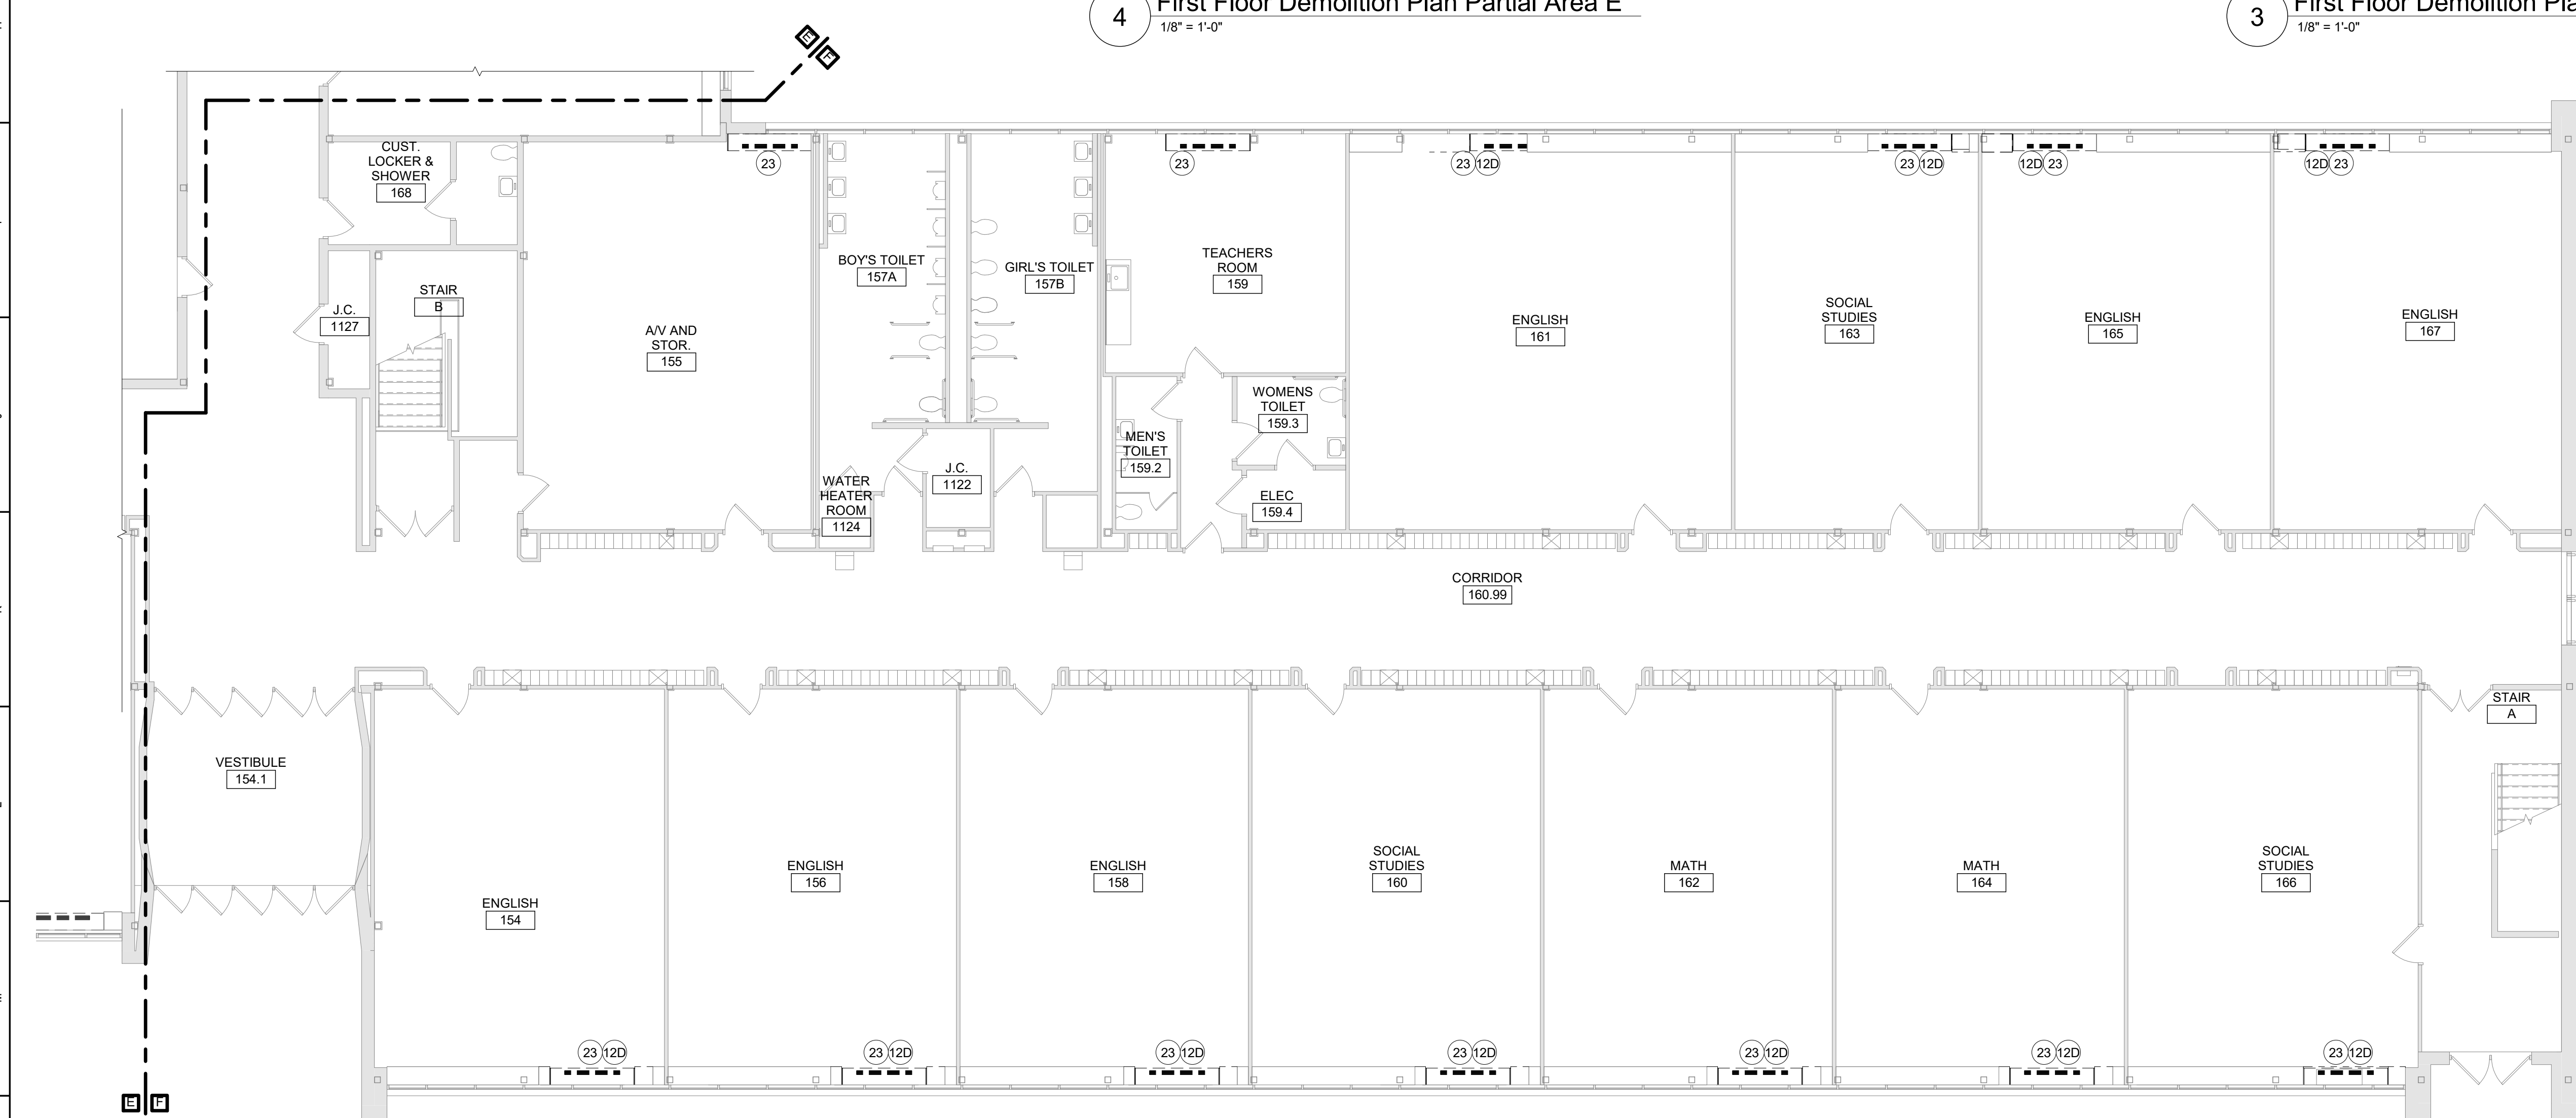 4
First Floor Demolition Plan Partial Area E
1/8" = 1'-0"
3
1/8" = 1'-0"
E
F
CUST.
LOCKER &
SHOWER
168
23
23
23 12D
23 12D
12D 23
12D 23
BOY'S TOILET
157A
GIRL'S TOILET
157B
TEACHERS
ROOM
159
STAIR
B
J.C.
1127
A/V AND
STOR.
155
ENGLISH
161
SOCIAL
STUDIES
163
ENGLISH
165
ENGLISH
167
WOMENS
TOILET
159.3
MEN'S
TOILET
159.2
J.C.
1122
WATER
HEATER
ROOM
1124
ELEC
159.4
CORRIDOR
160.99
STAIR
A
VESTIBULE
154.1
ENGLISH
154
ENGLISH
156
ENGLISH
158
SOCIAL
STUDIES
160
MATH
162
MATH
164
SOCIAL
STUDIES
166
23 12D
23 12D
23 12D
23 12D
23 12D
23 12D
23 12D
E F